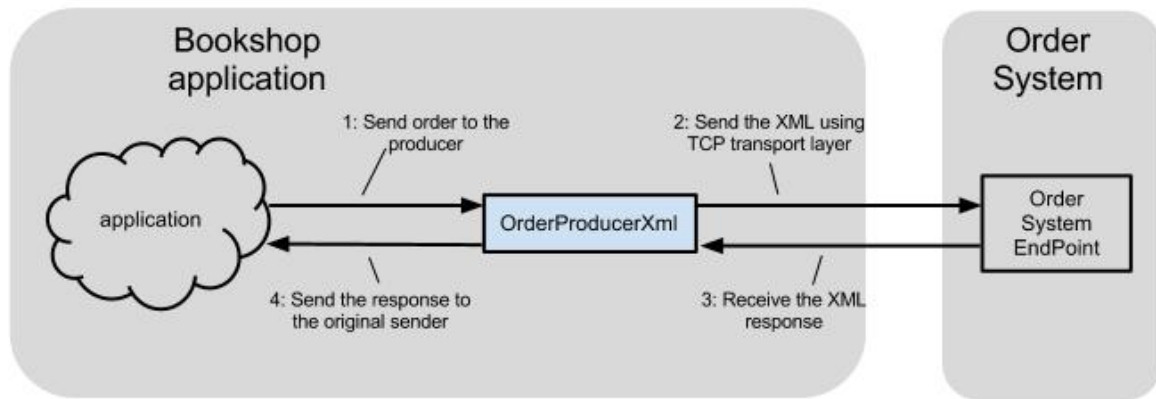 Bookshop
application
Order
System
1: Send order to the
producer
2: Send the XML using
TCP transport layer
application
OrderProducerXml
Order
System
EndPoint
4: Send the response to
the original sender
3: Receive the XML
response